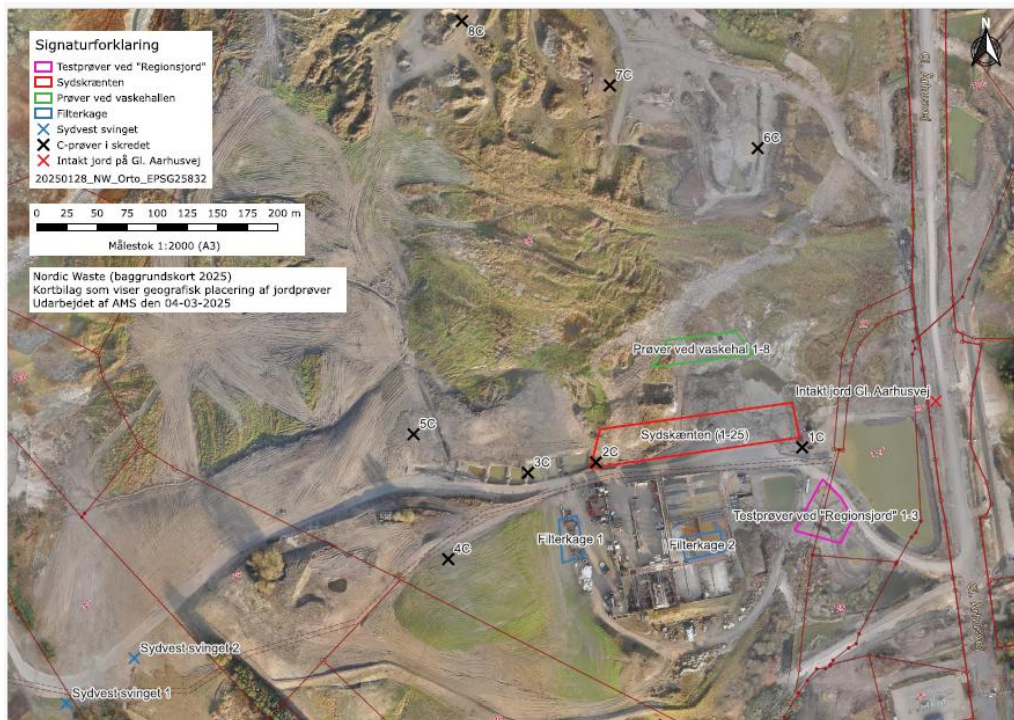 Signaturforklaring
Testprøver ved "Regionsjord"
Sydskrænten
Prøver ved vaskehallen
Filterkage
Sydvest svinget
C-prøver i skredet
Intakt jord på Gl. Aarhusvej
20250128_NW_Orto_EPSG25832
0 25 50 75 100 125 150 175 200 m
Målestok 1:2000 (A3)
Nordic Waste (baggrundskort 2025)
Kortbilag som viser geografisk placering af jordprøver
Udarbejdet af AMS den 04-03-2025
N
8C
7C
6C
Prøver ved vaskehal 1-8
Intakt jord Gl. Aarhusvej
5C
Sydskænten (1-25)
1C
2C
3C
Testprøver ved "Regionsjord" 1-3
Filterkage 1
Filterkage 2
4C
Sydvest svinget 2
Sydvest svinget 1